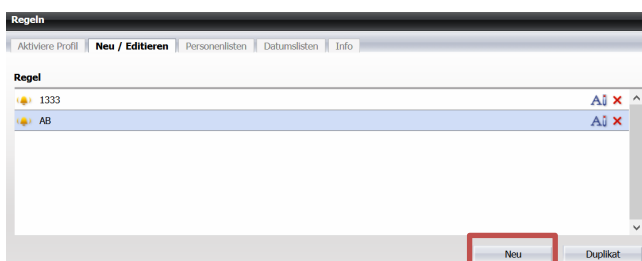 Regeln
Aktiviere Profil Neu / Editieren Personenlisten Datumslisten Info
Regel
1333
AB
Neu Duplikat